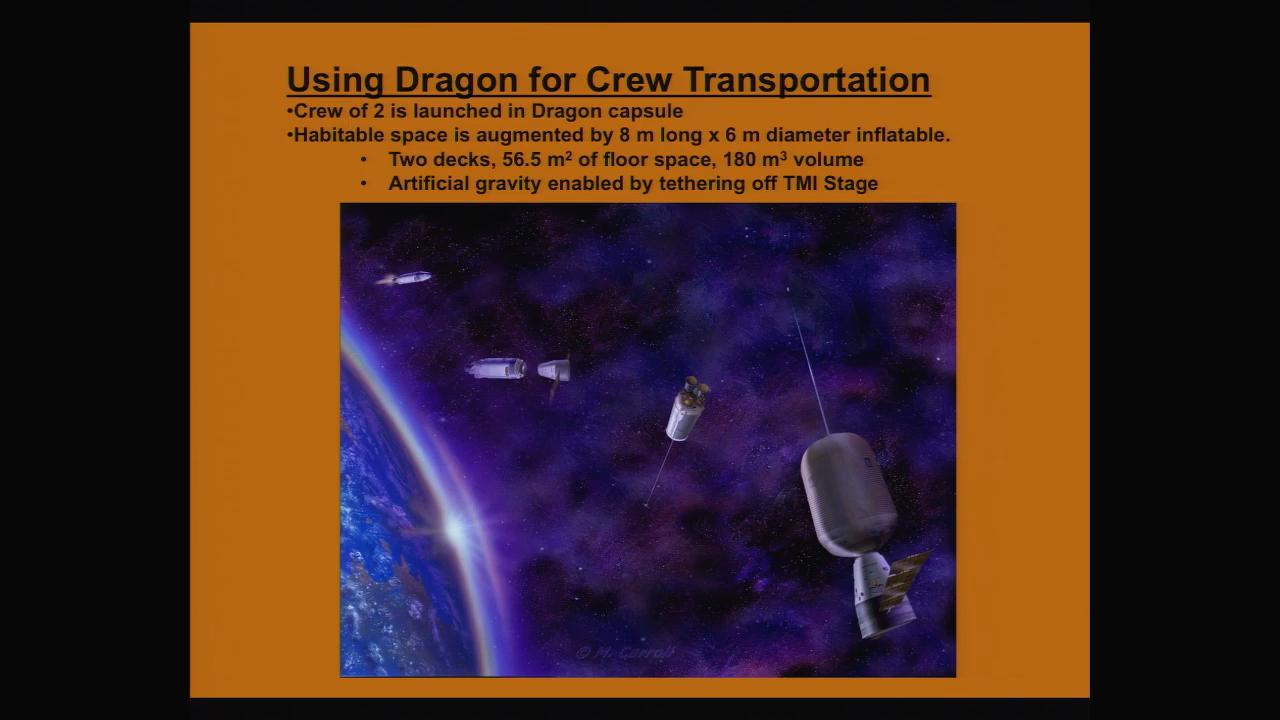 Using Dragon for Crew Transportation
•Crew of 2 is launched in Dragon capsule
•Habitable space is augmented by 8 m long x 6 m diameter inflatable.
• Two decks, 56.5 m² of floor space, 180 m³ volume
• Artificial gravity enabled by tethering off TMI Stage
© M. Carroll